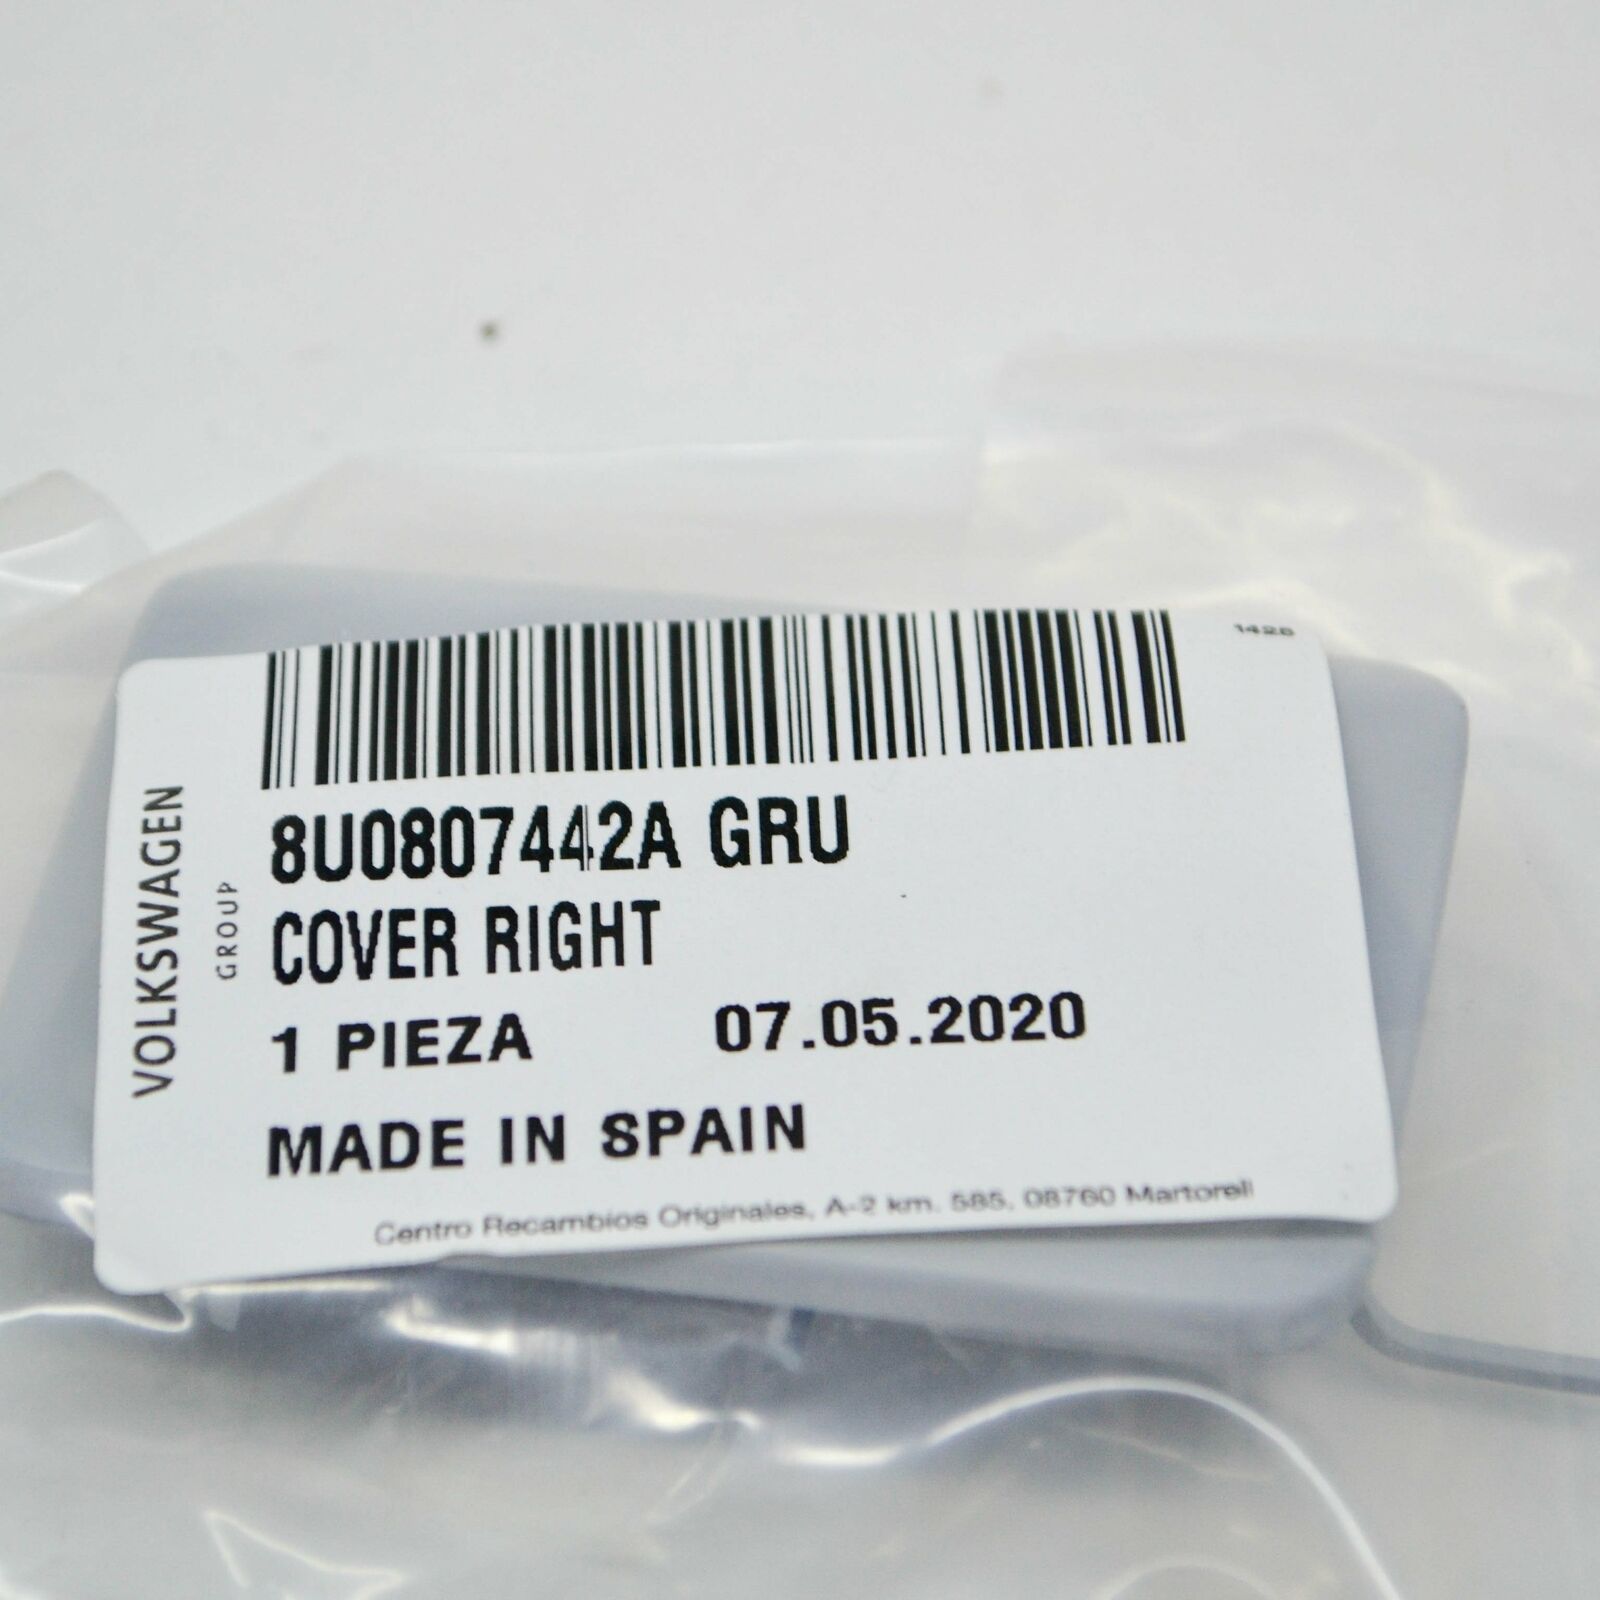 1428
VOLKSWAGEN
GROUP
8U0807442A GRU
COVER RIGHT
1 PIEZA 07.05.2020
MADE IN SPAIN
Centro Recambios Originales, A-2 km. 585, 08760 Martorell